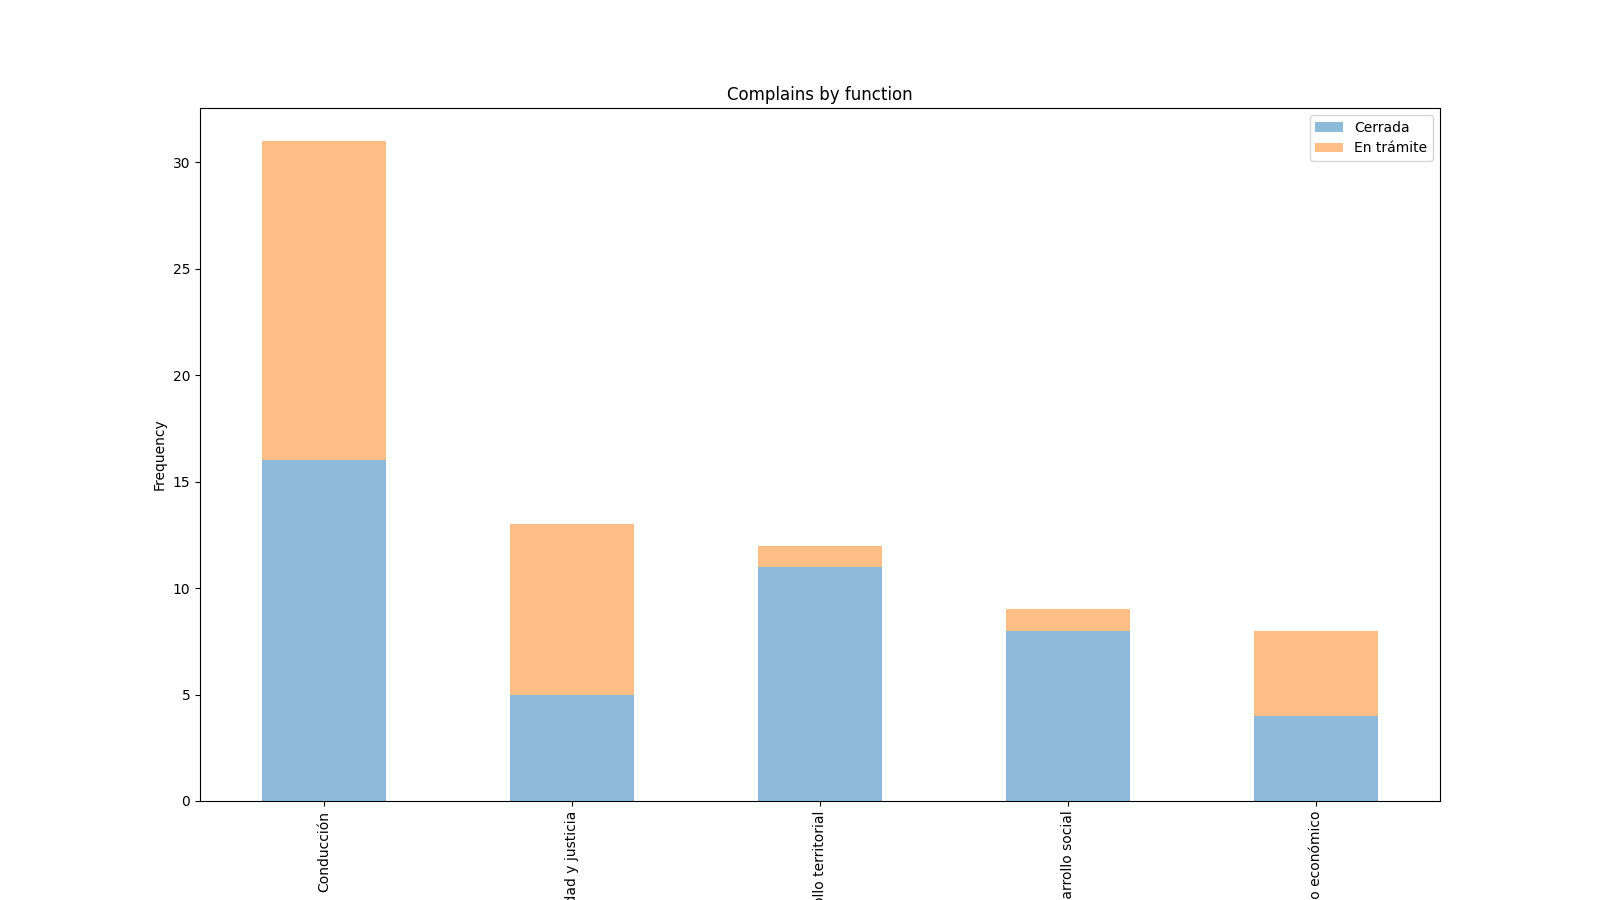 Complains by function
Cerrada
En trámite
Frequency
30
25
20
15
10
5
0
Conducción
dad y justicia
ollo territorial
arrollo social
o económico